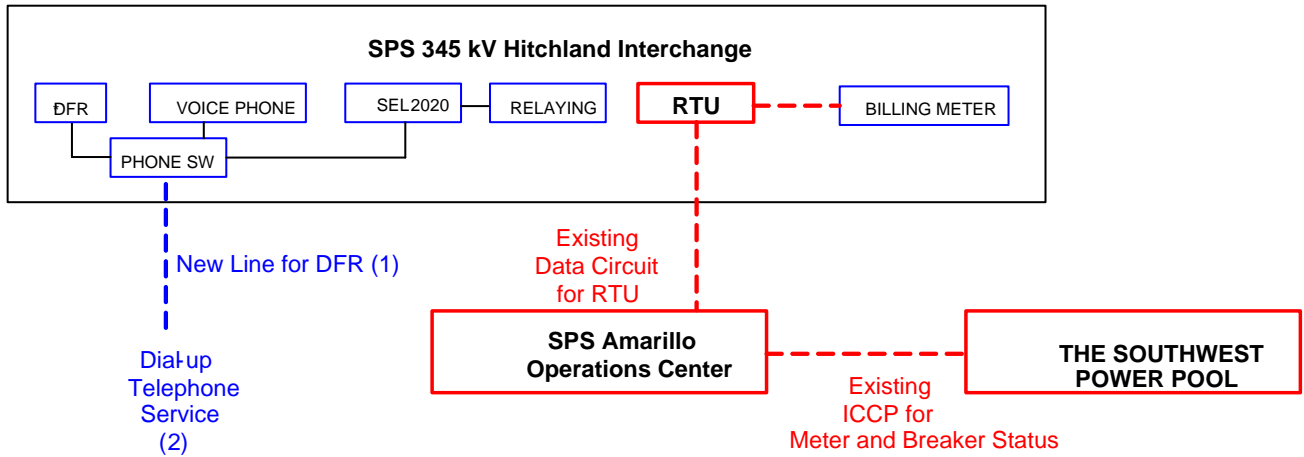 SPS 345 kV Hitchland Interchange
DFR
VOICE PHONE
SEL2020
RELAYING
RTU
BILLING METER
PHONE SW
New Line for DFR (1)
Existing
Data Circuit
for RTU
Dial-up
Telephone
Service
(2)
SPS Amarillo
Operations Center
THE SOUTHWEST
POWER POOL
Existing
ICCP for
Meter and Breaker Status